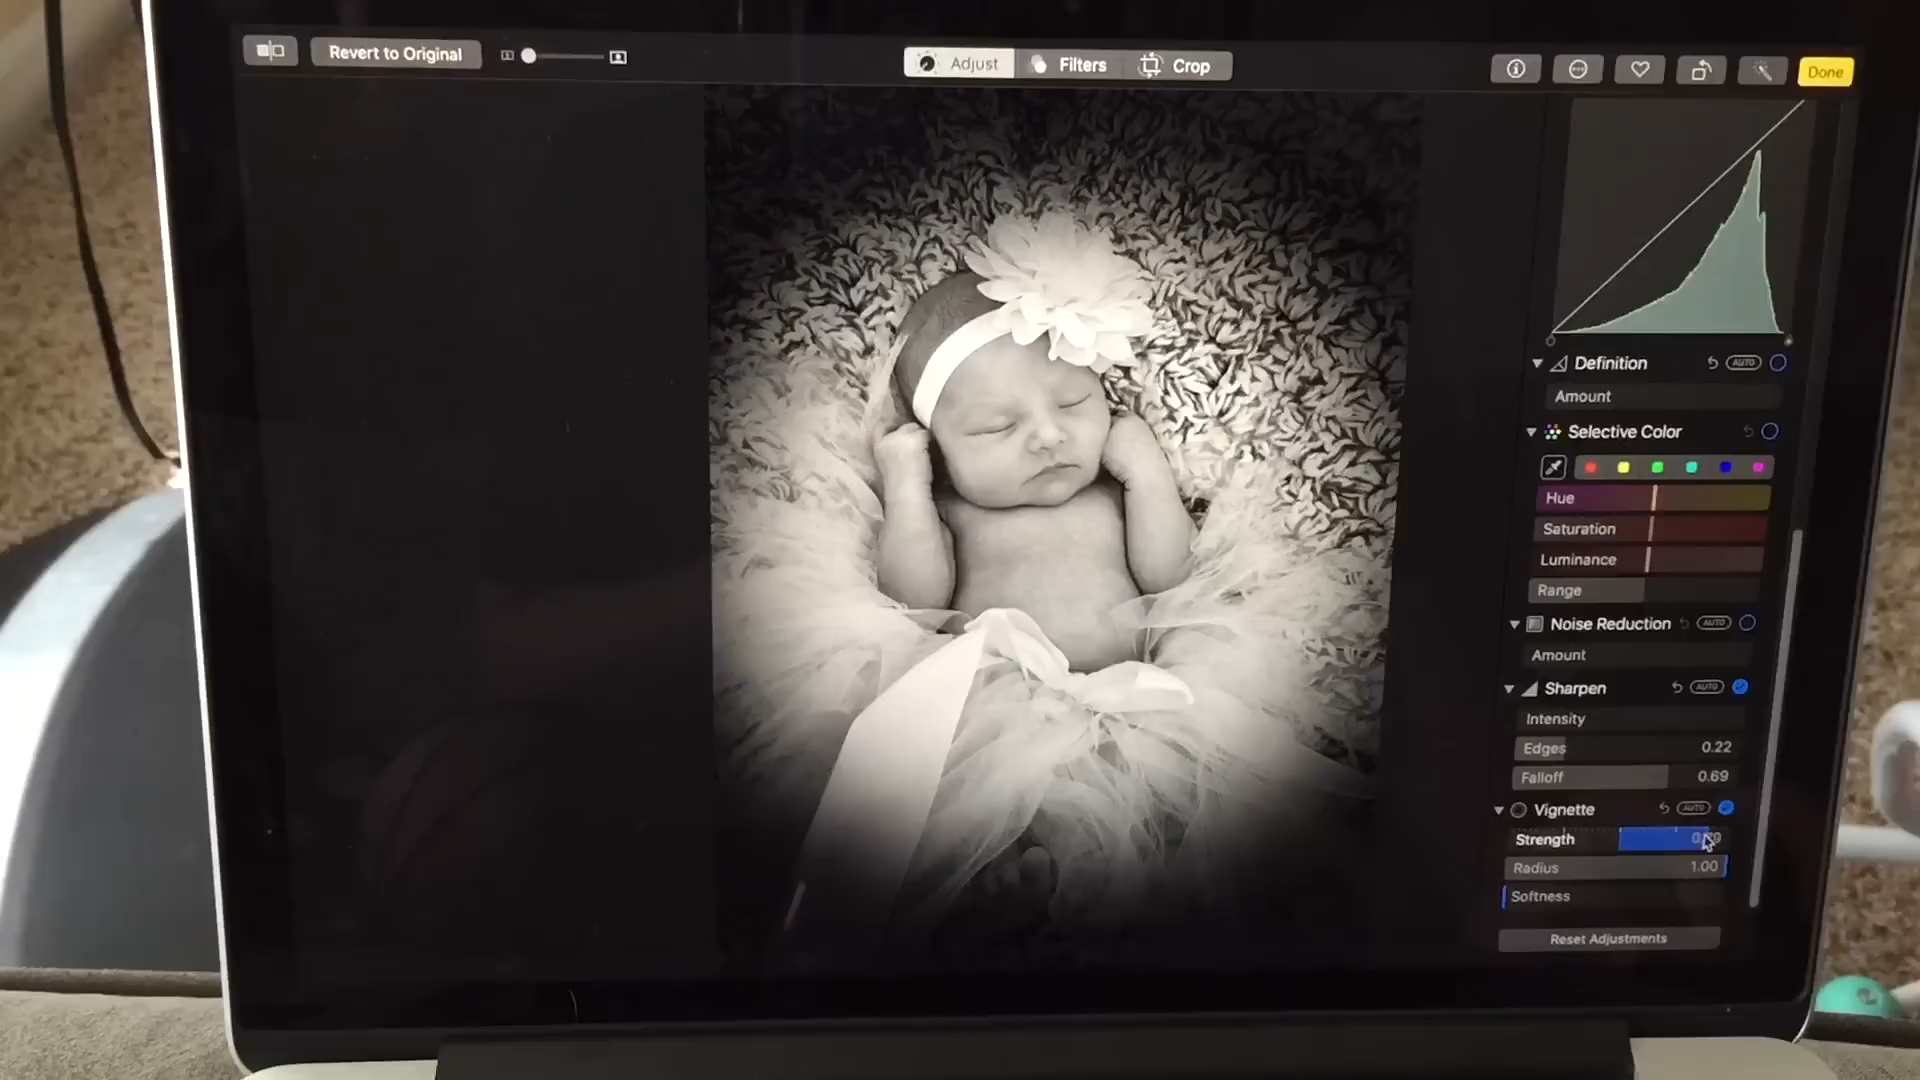 Revert to Original
Adjust
Filters
Crop
Done
Definition
AUTO
Amount
Selective Color
Hue
Saturation
Luminance
Range
Noise Reduction
AUTO
Amount
Sharpen
AUTO
Intensity
Edges 0.22
Falloff 0.69
Vignette
AUTO
Strength
Radius 1.00
Softness
Reset Adjustments